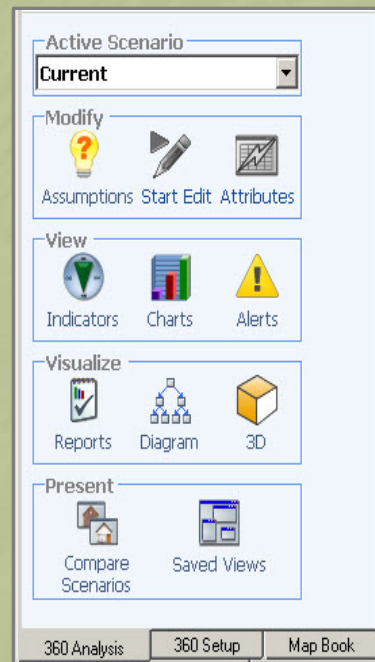 Active Scenario
Current
Modify
Assumptions Start Edit Attributes
View
Indicators Charts Alerts
Visualize
Reports Diagram 3D
Present
Compare Scenarios Saved Views
360 Analysis 360 Setup Map Book